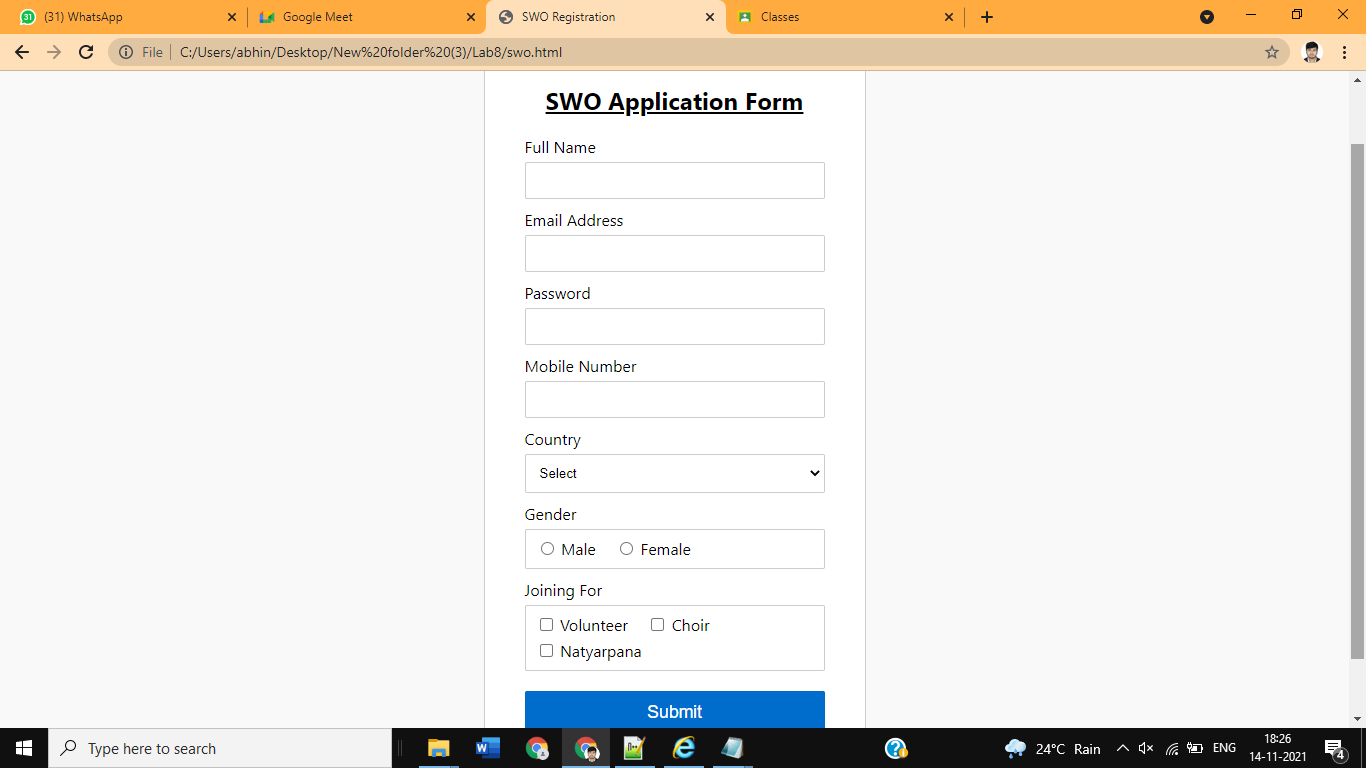 (31) WhatsApp
Google Meet
SWO Registration
Classes
File
C:/Users/abhin/Desktop/New%20folder%20(3)/Lab8/swo.html
SWO Application Form
Full Name
Email Address
Password
Mobile Number
Country
Select
Gender
Male Female
Joining For
Volunteer Choir
Natyarpana
Submit
Type here to search
24°C Rain
ENG
18:26
14-11-2021
4